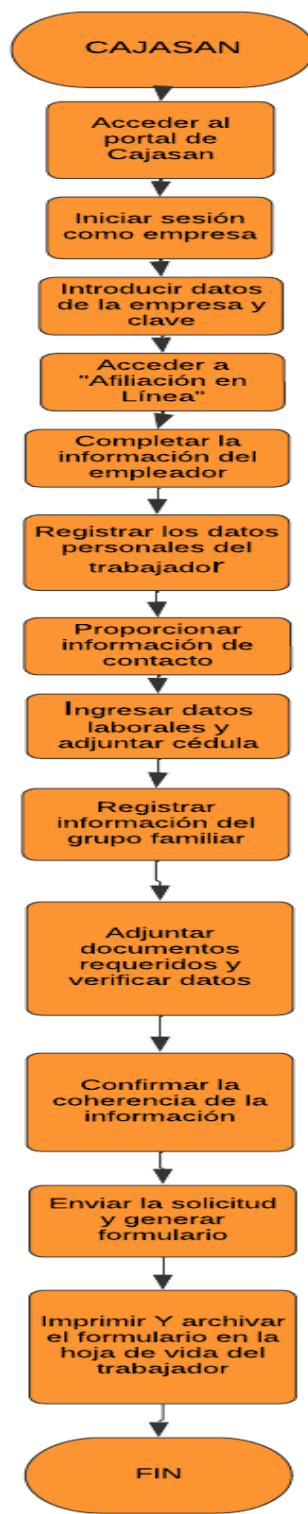 CAJASAN
Acceder al
portal de
Cajasan
Iniciar sesión
como empresa
Introducir datos
de la empresa y
clave
Acceder a
"Afiliación en
Línea"
Completar la
información del
empleador
Registrar los datos
personales del
trabajador
Proporcionar
información de
contacto
Ingresar datos
laborales y
adjuntar cédula
Registrar
información del
grupo familiar
Adjuntar
documentos
requeridos y
verificar datos
Confirmar la
coherencia de la
información
Enviar la solicitud
y generar
formulario
Imprimir Y archivar
el formulario en la
hoja de vida del
trabajador
FIN